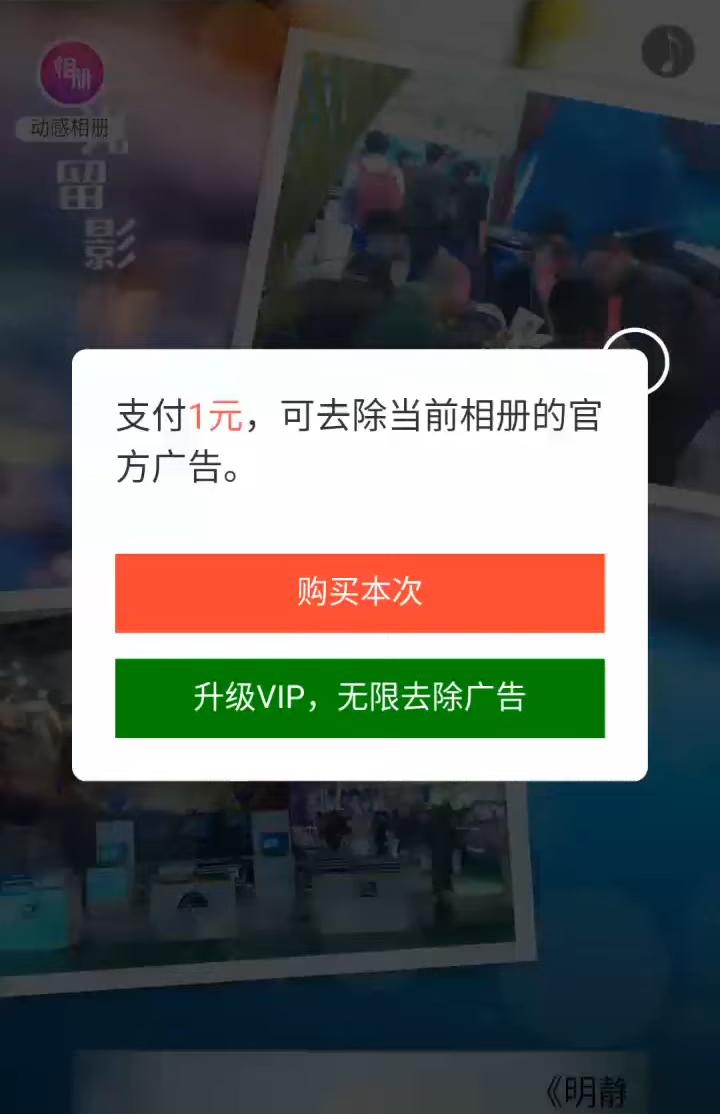 相册
动感相册
留
影
支付1元，可去除当前相册的官
方广告。
购买本次
升级VIP，无限去除广告
《明静